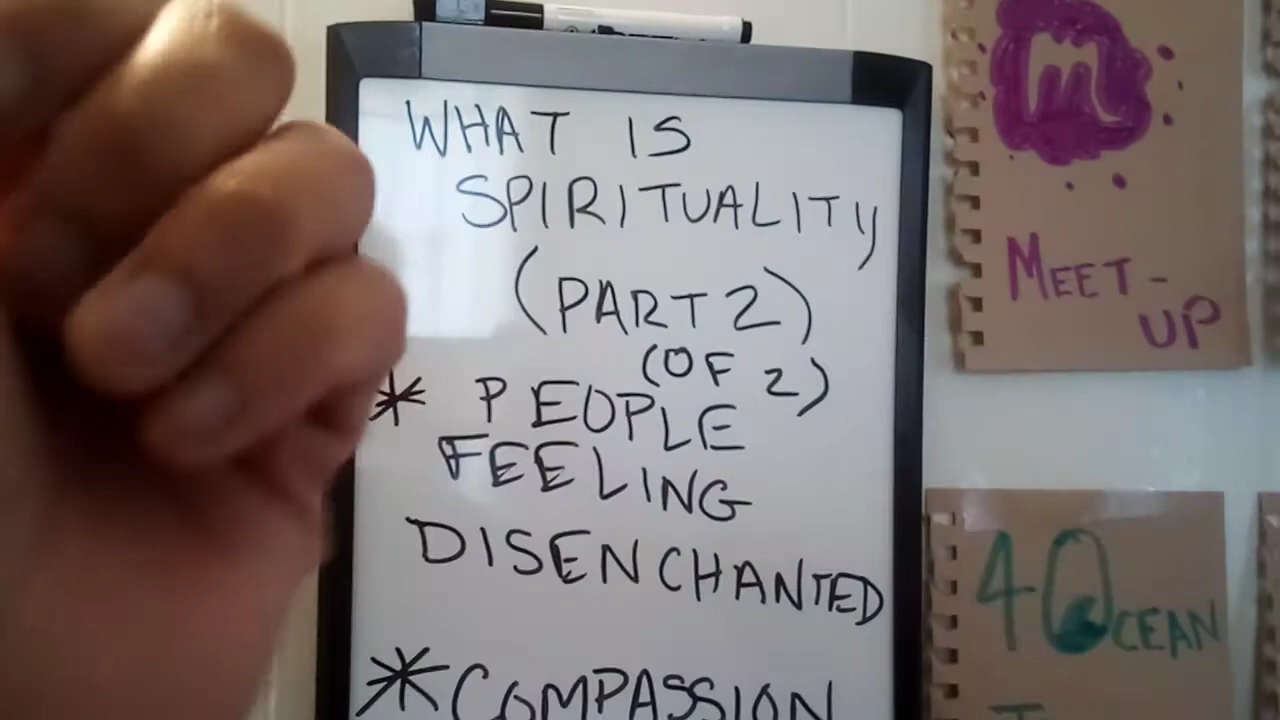 WHAT IS
SPIRITUALITY
(PART 2)
(OF 2)
* PEOPLE
FEELING
DISENCHANTED
* COMPASSION
m
MEET-
UP
4OCEAN